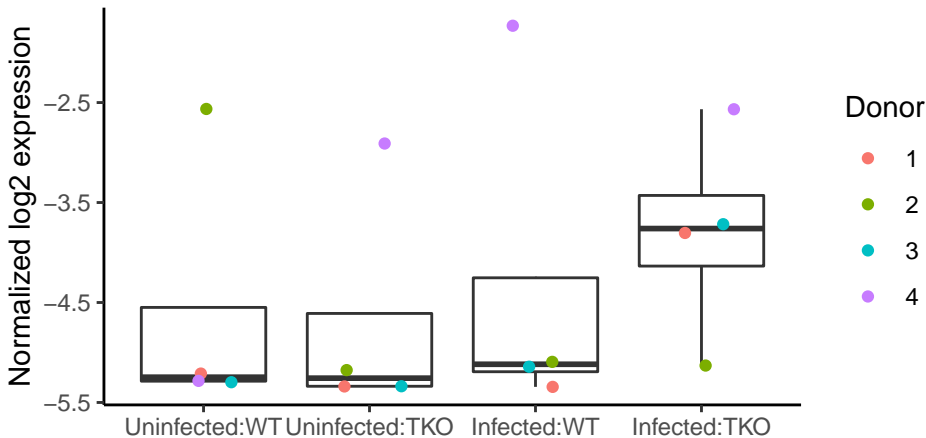 Normalized log2 expression
−2.5
−3.5
−4.5
−5.5
Uninfected:WT Uninfected:TKO Infected:WT Infected:TKO
Donor
1
2
3
4